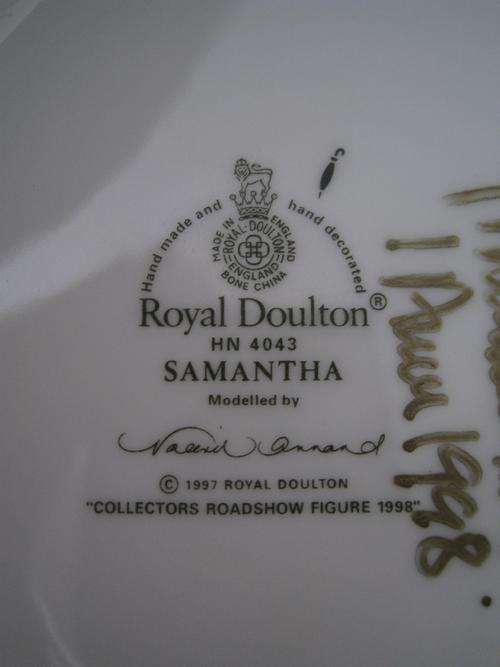 Hand made and hand decorated
MADE IN ENGLAND
ROYAL-DOULTON
ENGLAND
BONE CHINA
Royal Doulton®
HN 4043
SAMANTHA
Modelled by
© 1997 ROYAL DOULTON
"COLLECTORS ROADSHOW FIGURE 1998"
1998